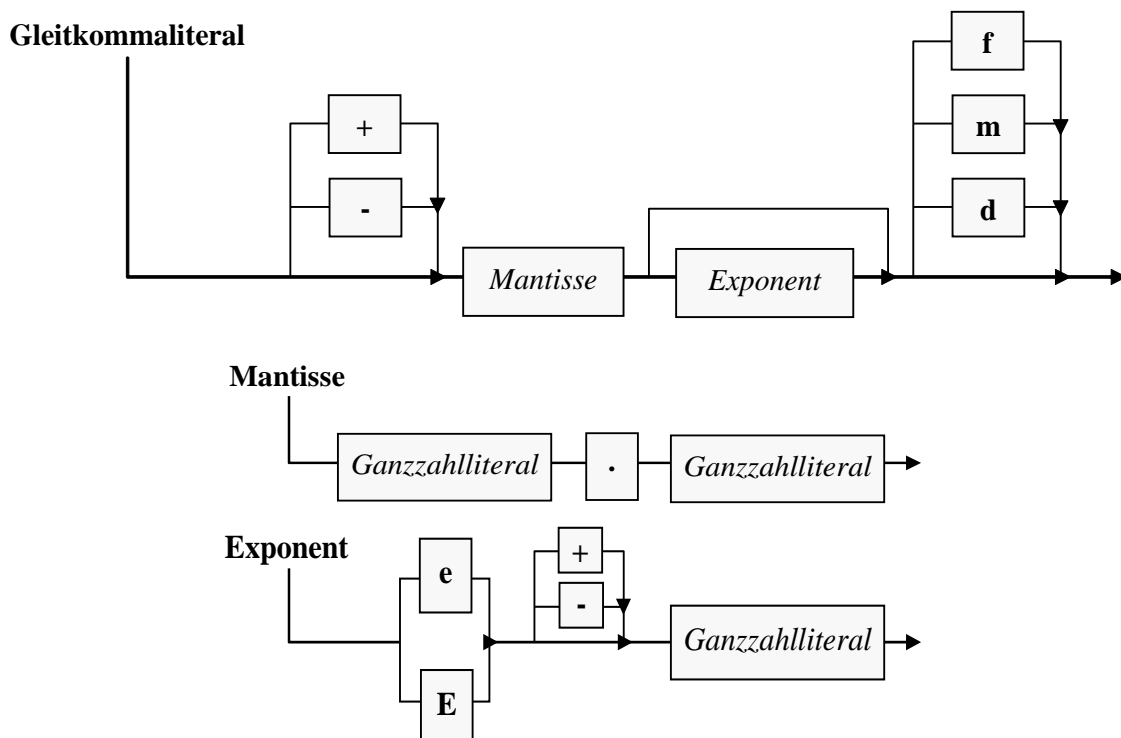 Gleitkommaliteral
f
+
m
-
d
Mantisse Exponent
Mantisse
Ganzzahlliteral . Ganzzahlliteral
Exponent
e
+
-
Ganzzahlliteral
E